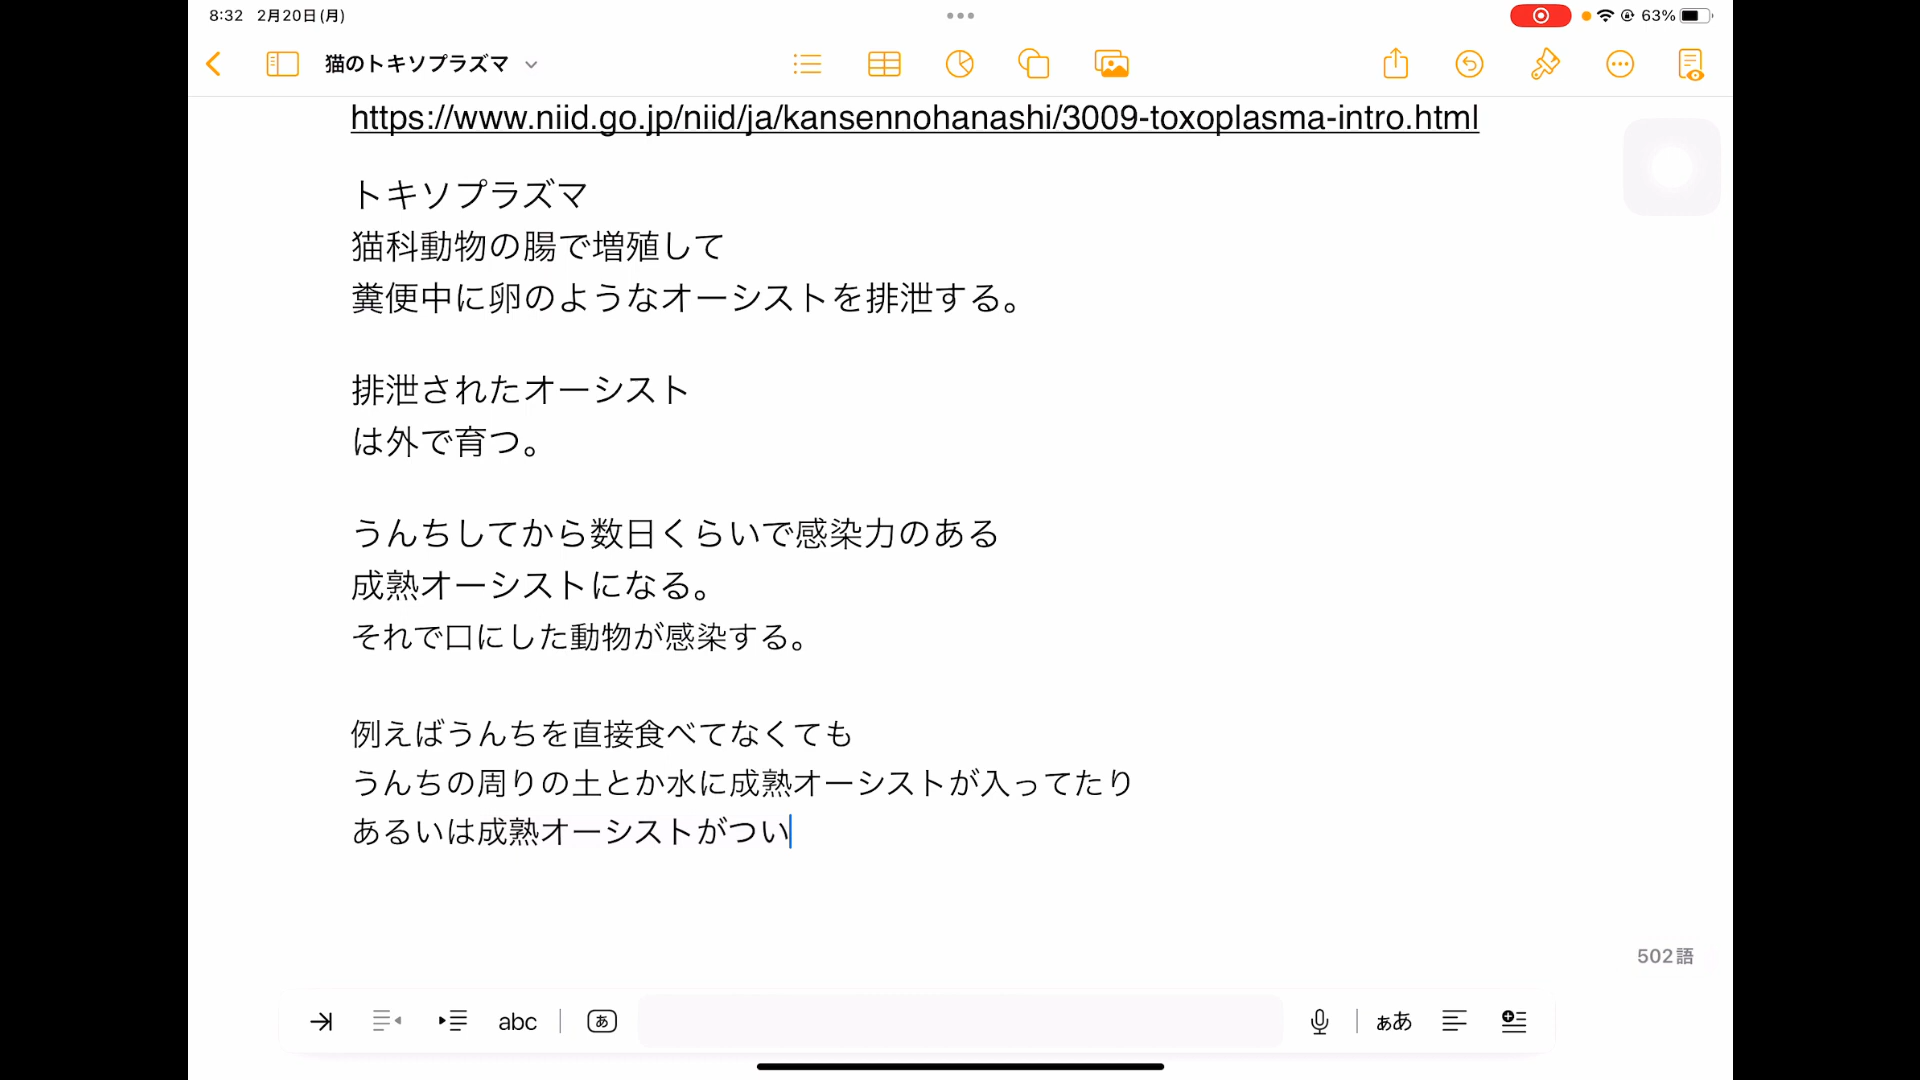 8:32 2月20日(月)
63%
猫のトキソプラズマ
https://www.niid.go.jp/niid/ja/kansennohanashi/3009-toxoplasma-intro.html
トキソプラズマ
猫科動物の腸で増殖して
糞便中に卵のようなオーシストを排泄する。
排泄されたオーシスト
は外で育つ。
うんちしてから数日くらいで感染力のある
成熟オーシストになる。
それで口にした動物が感染する。
例えばうんちを直接食べてなくても
うんちの周りの土とか水に成熟オーシストが入ってたり
あるいは成熟オーシストがつい
502語
abc
あ
ぁあ